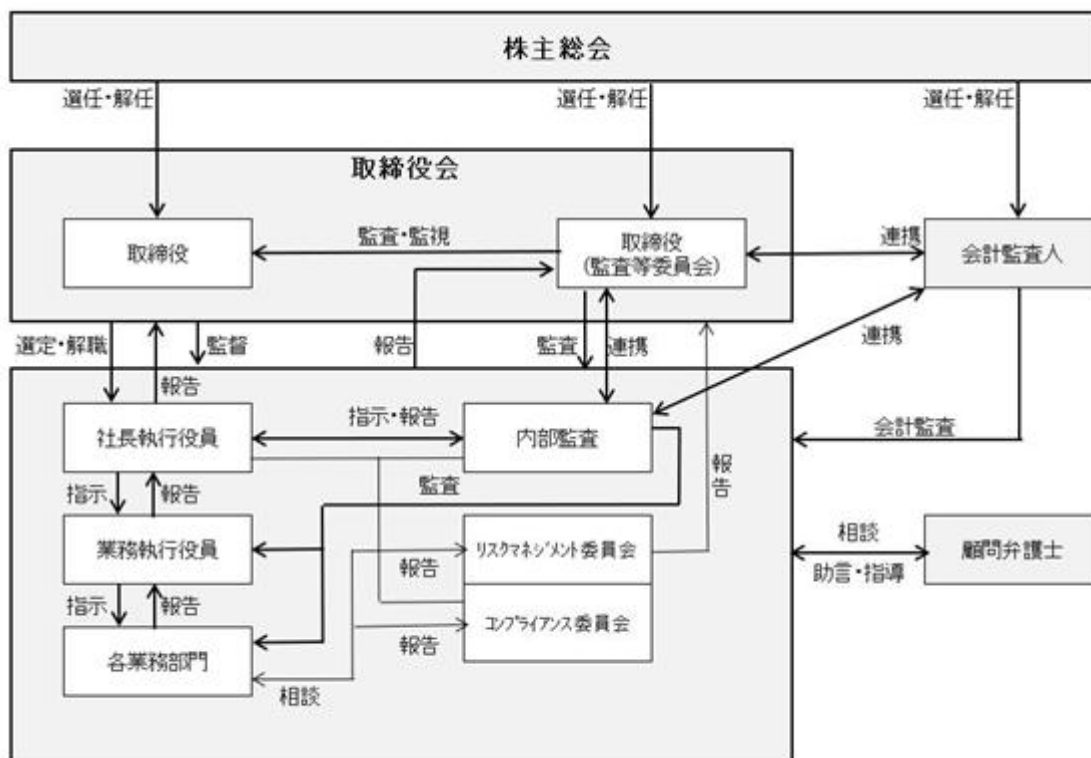 株主総会
選任・解任
選任・解任
選任・解任
取締役会
取締役
監査・監視
取締役
(監査等委員会)
連携
会計監査人
選定・解職
監督
報告
監査
連携
連携
報告
社長執行役員
指示・報告
内部監査
会計監査
監査
報告
指示
報告
業務執行役員
リスクマネジメント委員会
報告
相談
顧問弁護士
助言・指導
指示
報告
コンプライアンス委員会
報告
各業務部門
相談